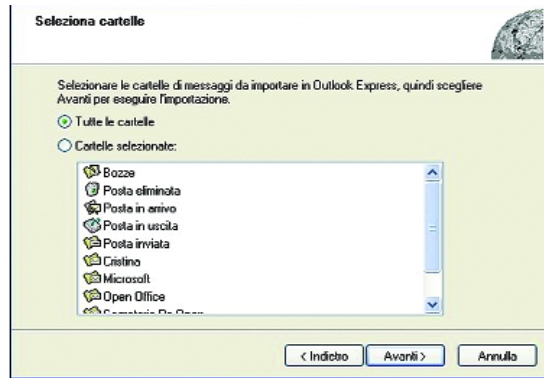 Seleziona cartelle
Selezionare le cartelle di messaggi da importare in Outlook Express, quindi scegliere
Avanti per eseguire l'importazione.
Tutte le cartelle
Cartelle selezionate:
Bozze
Posta eliminata
Posta in arrivo
Posta in uscita
Posta inviata
Cristina
Microsoft
Open Office
< Indietro
Avanti >
Annulla